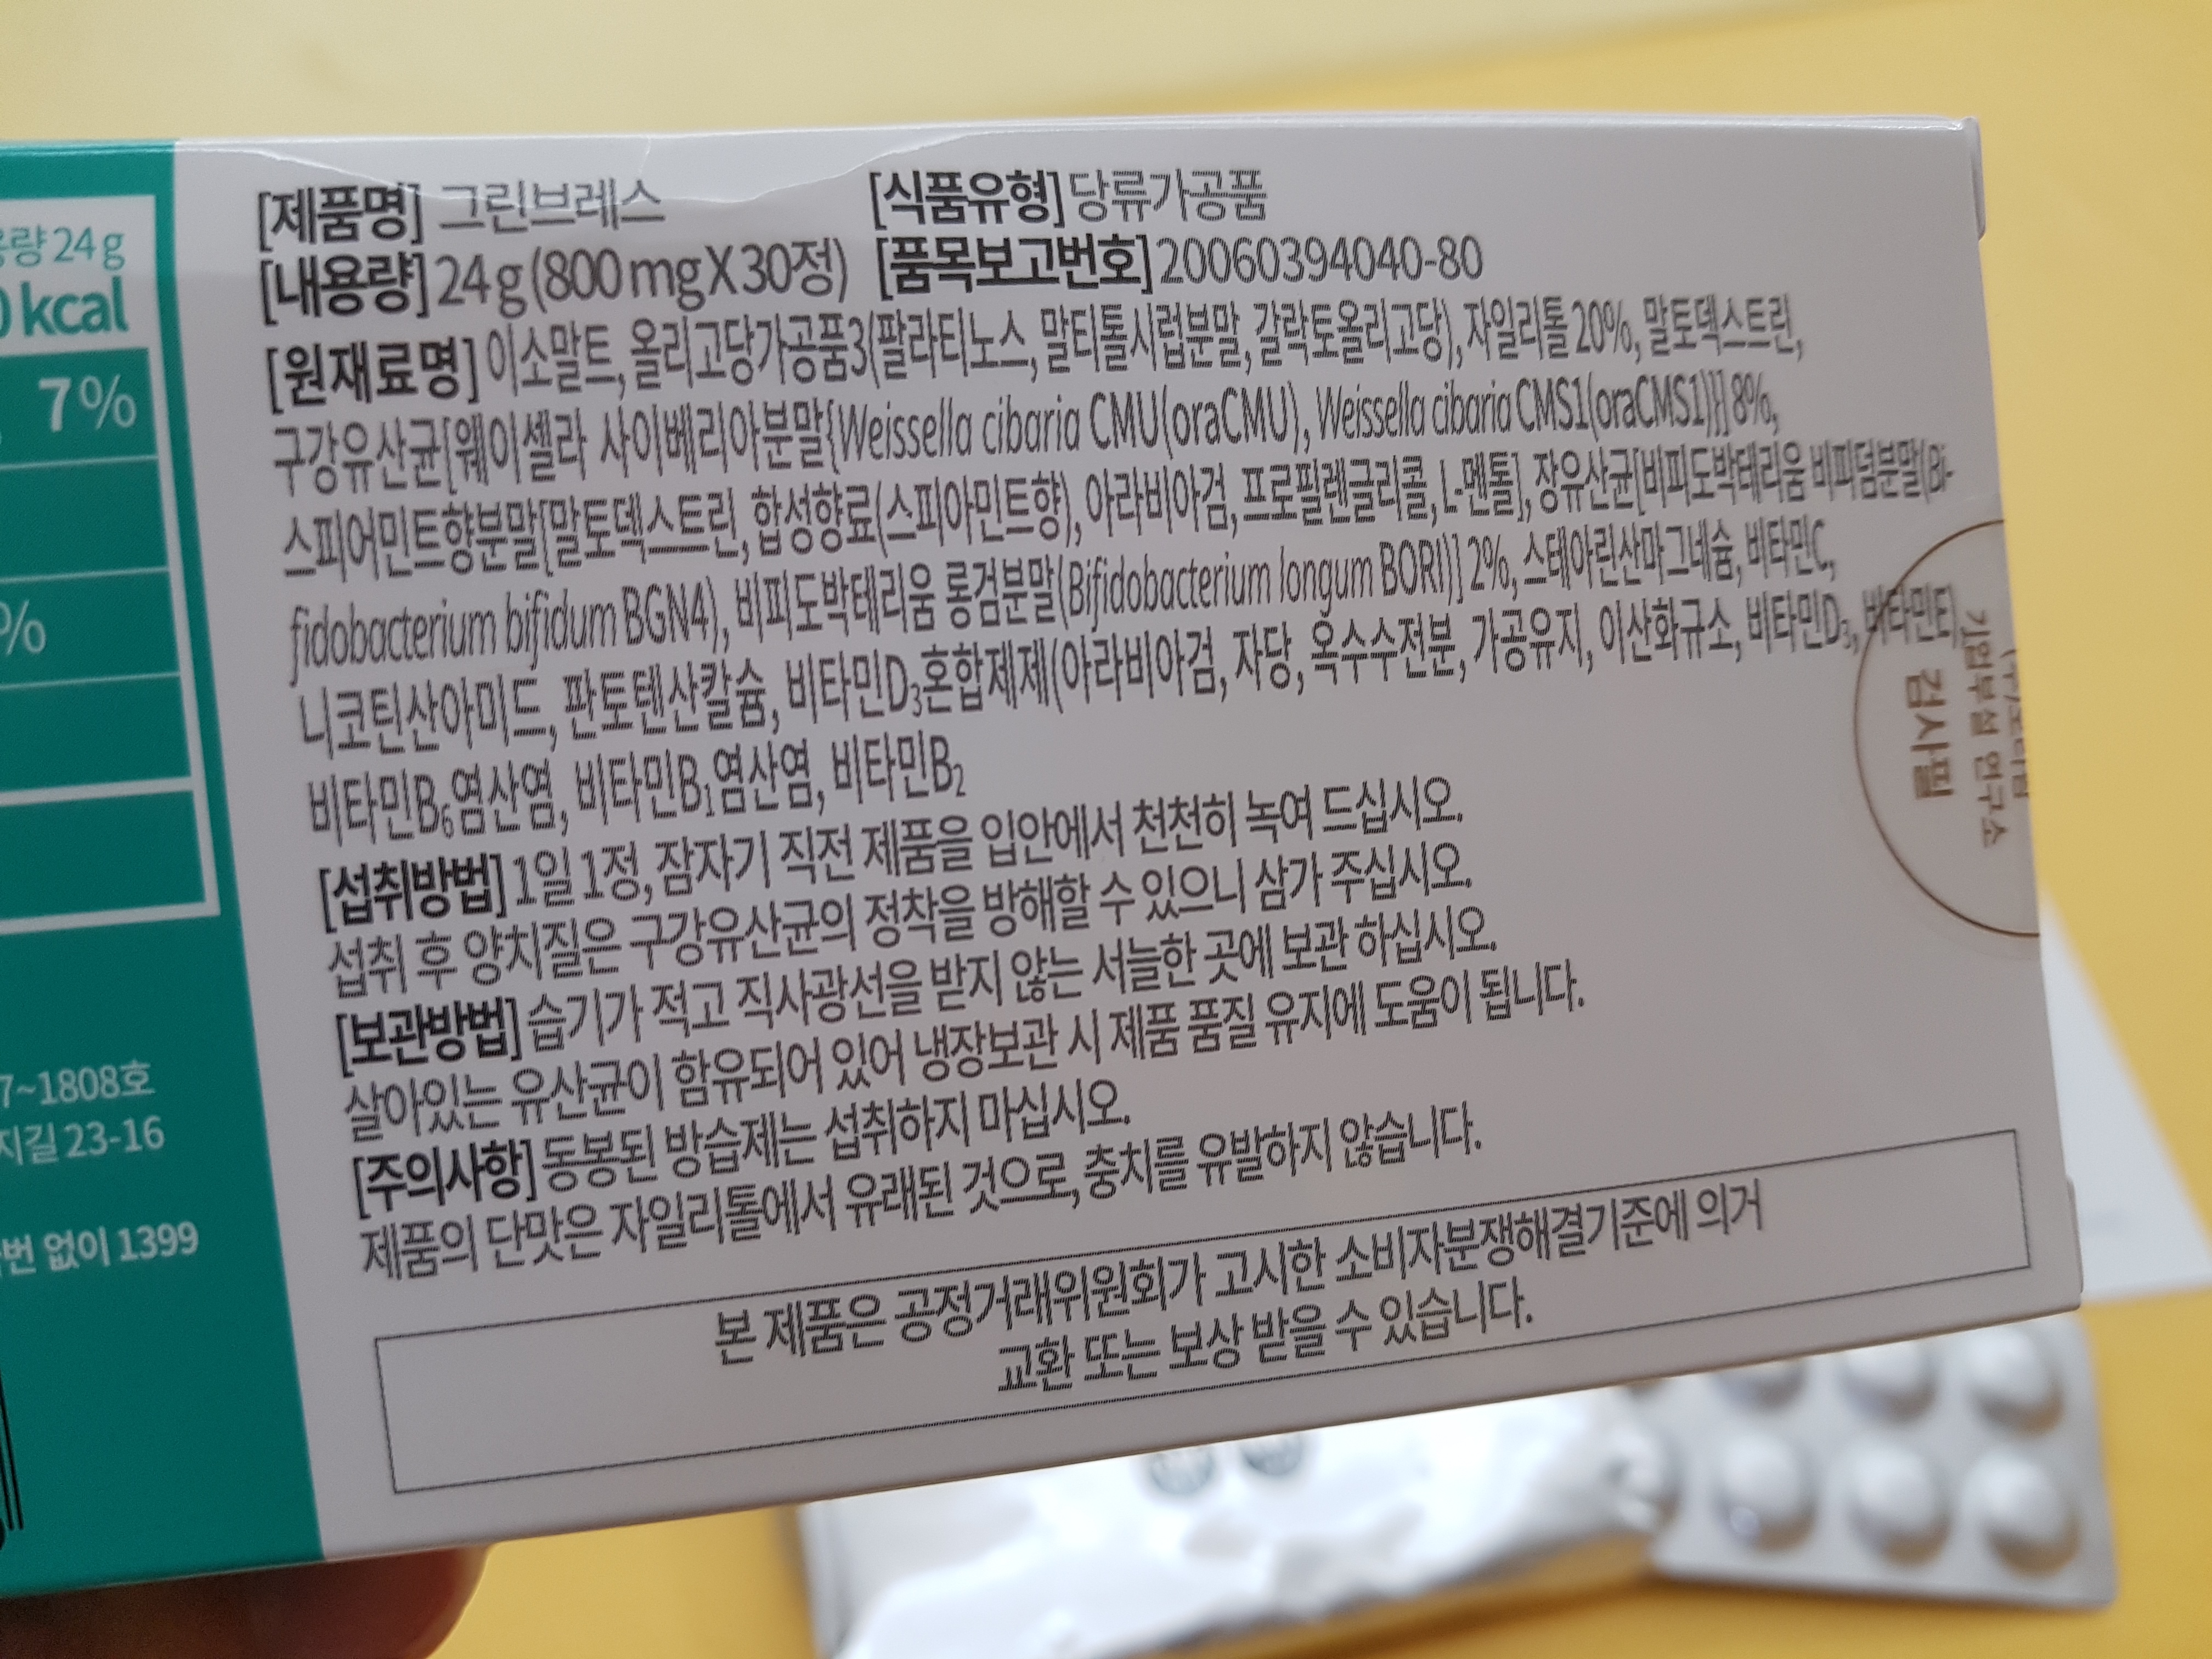 용량 24 g
0 kcal
7%
%
7~1808호
지길 23-16
번 없이 1399
[제품명] 그린브레스 [식품유형] 당류가공품
[내용량] 24 g (800 mg X 30정) [품목보고번호] 20060394040-80
[원재료명] 이소말트, 올리고당가공품3(팔라티노스, 말티톨시럽분말, 갈락토올리고당), 자일리톨 20%, 말토덱스트린,
구강유산균[웨이셀라 사이베리아분말{Weissella cibaria CMU(oraCMU), Weissella cibaria CMS1(oraCMS1)}] 8%,
스피어민트향분말[말토덱스트린, 합성향료(스피아민트향), 아라비아검, 프로필렌글리콜, L-멘톨], 장유산균[비피도박테리움 비피덤분말(Bi-
fidobacterium bifidum BGN4), 비피도박테리움 롱검분말(Bifidobacterium longum BORI)] 2%, 스테아린산마그네슘, 비타민C,
니코틴산아미드, 판토텐산칼슘, 비타민D₃혼합제제(아라비아검, 자당, 옥수수전분, 가공유지, 이산화규소, 비타민D₃, 비타민E),
비타민B₆염산염, 비타민B₁염산염, 비타민B₂
[섭취방법] 1일 1정, 잠자기 직전 제품을 입안에서 천천히 녹여 드십시오.
섭취 후 양치질은 구강유산균의 정착을 방해할 수 있으니 삼가 주십시오.
[보관방법] 습기가 적고 직사광선을 받지 않는 서늘한 곳에 보관 하십시오.
살아있는 유산균이 함유되어 있어 냉장보관 시 제품 품질 유지에 도움이 됩니다.
[주의사항] 동봉된 방습제는 섭취하지 마십시오.
제품의 단맛은 자일리톨에서 유래된 것으로, 충치를 유발하지 않습니다.
본 제품은 공정거래위원회가 고시한 소비자분쟁해결기준에 의거
교환 또는 보상 받을 수 있습니다.
기업부설 연구소
검사필